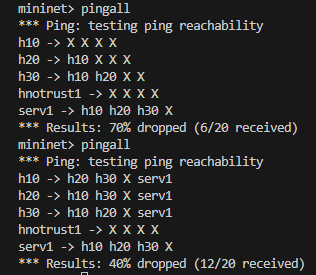 mininet> pingall
*** Ping: testing ping reachability
h10 -> X X X X
h20 -> h10 X X X
h30 -> h10 h20 X X
hnotrust1 -> X X X X
serv1 -> h10 h20 h30 X
*** Results: 70% dropped (6/20 received)
mininet> pingall
*** Ping: testing ping reachability
h10 -> h20 h30 X serv1
h20 -> h10 h30 X serv1
h30 -> h10 h20 X serv1
hnotrust1 -> X X X X
serv1 -> h10 h20 h30 X
*** Results: 40% dropped (12/20 received)